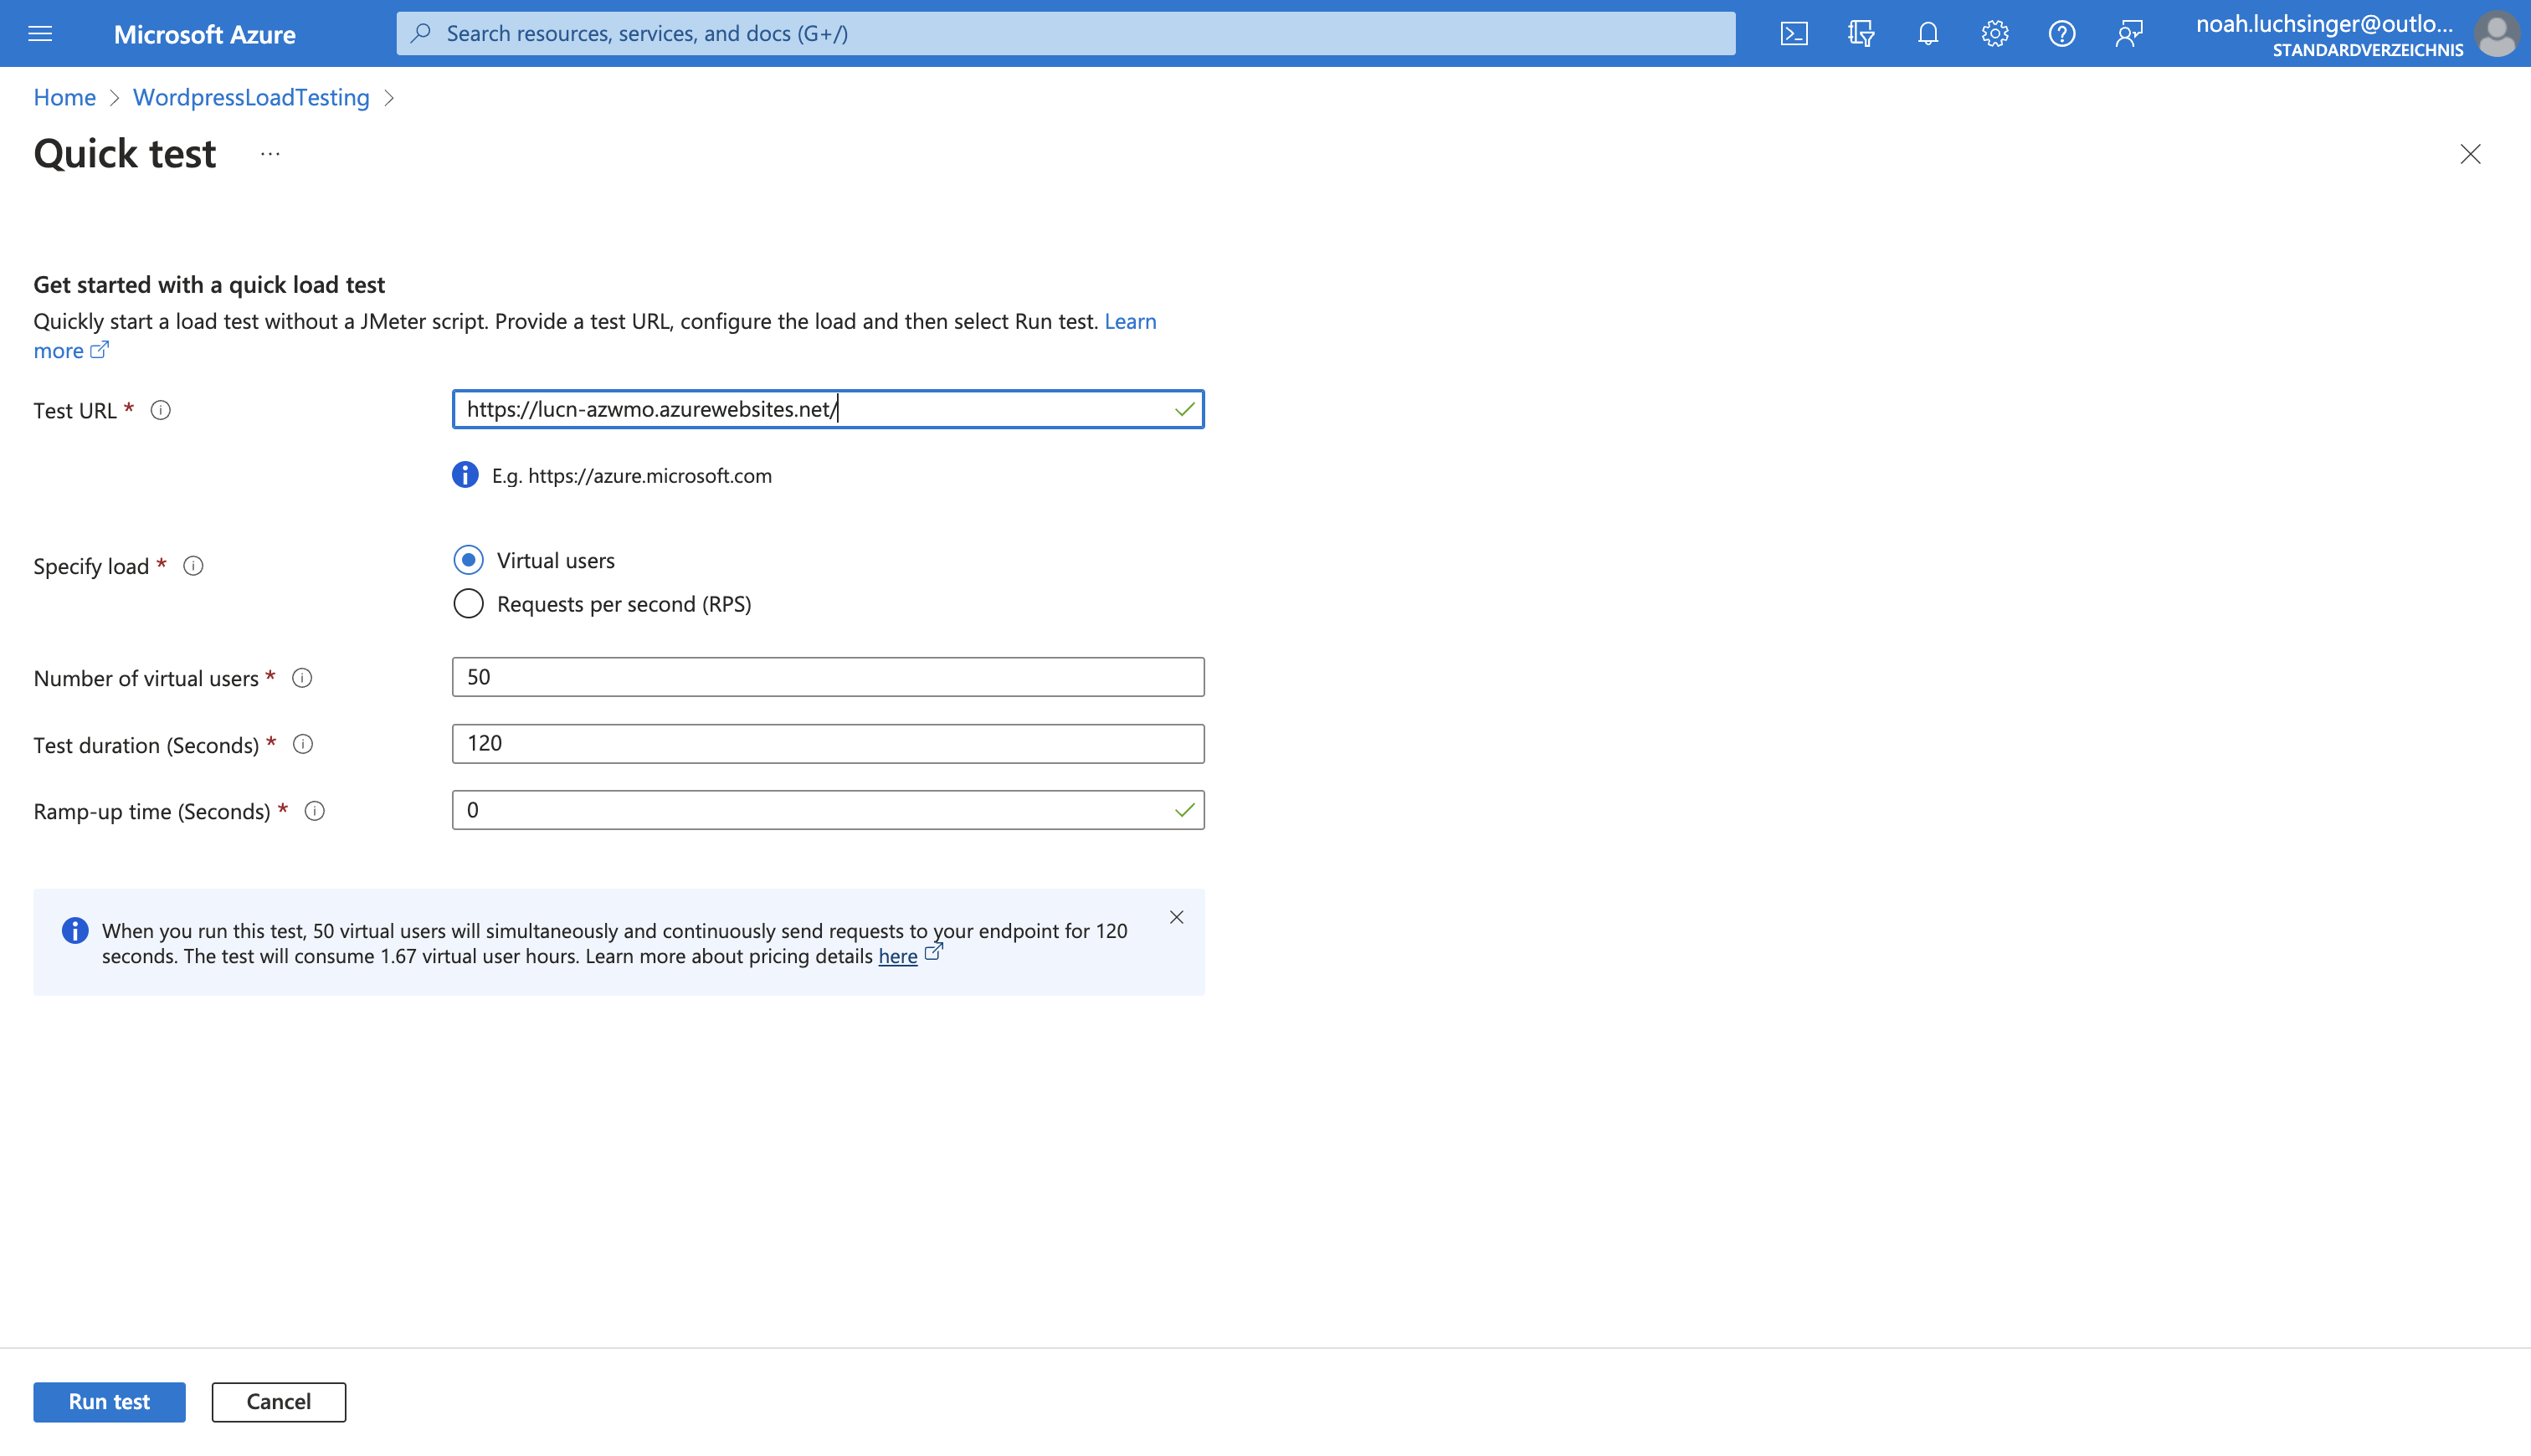 Microsoft Azure
Search resources, services, and docs (G+/)
noah.luchsinger@outlo...
STANDARDVERZEICHNIS
Home > WordpressLoadTesting >
Quick test ...
Get started with a quick load test
Quickly start a load test without a JMeter script. Provide a test URL, configure the load and then select Run test. Learn
more
Test URL *
https://lucn-azwmo.azurewebsites.net/
E.g. https://azure.microsoft.com
Specify load *
Virtual users
Requests per second (RPS)
Number of virtual users *
50
Test duration (Seconds) *
120
Ramp-up time (Seconds) *
0
When you run this test, 50 virtual users will simultaneously and continuously send requests to your endpoint for 120
seconds. The test will consume 1.67 virtual user hours. Learn more about pricing details here
Run test
Cancel